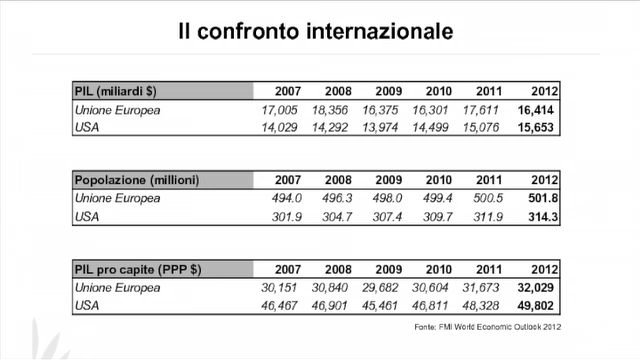 Il confronto internazionale
PIL (miliardi $) 2007 2008 2009 2010 2011 2012
Unione Europea 17,005 18,356 16,375 16,301 17,611 16,414
USA 14,029 14,292 13,974 14,499 15,076 15,653
Popolazione (millioni) 2007 2008 2009 2010 2011 2012
Unione Europea 494.0 496.3 498.0 499.4 500.5 501.8
USA 301.9 304.7 307.4 309.7 311.9 314.3
PIL pro capite (PPP $) 2007 2008 2009 2010 2011 2012
Unione Europea 30,151 30,840 29,682 30,604 31,673 32,029
USA 46,467 46,901 45,461 46,811 48,328 49,802
Fonte: FMI World Economic Outlook 2012